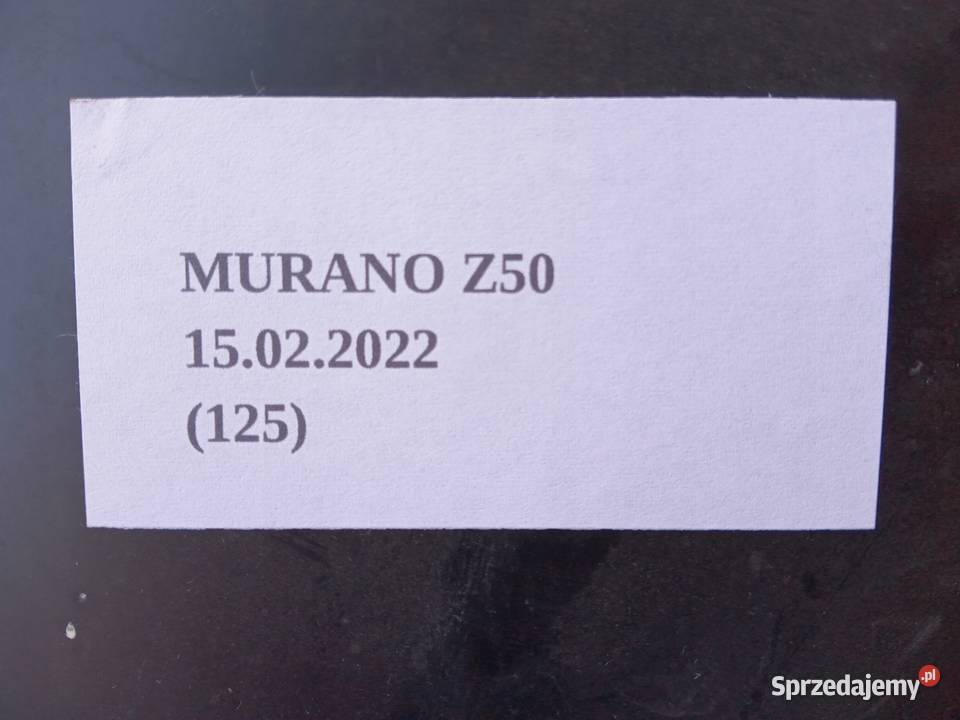 MURANO Z50
15.02.2022
(125)
Sprzedajemy.pl